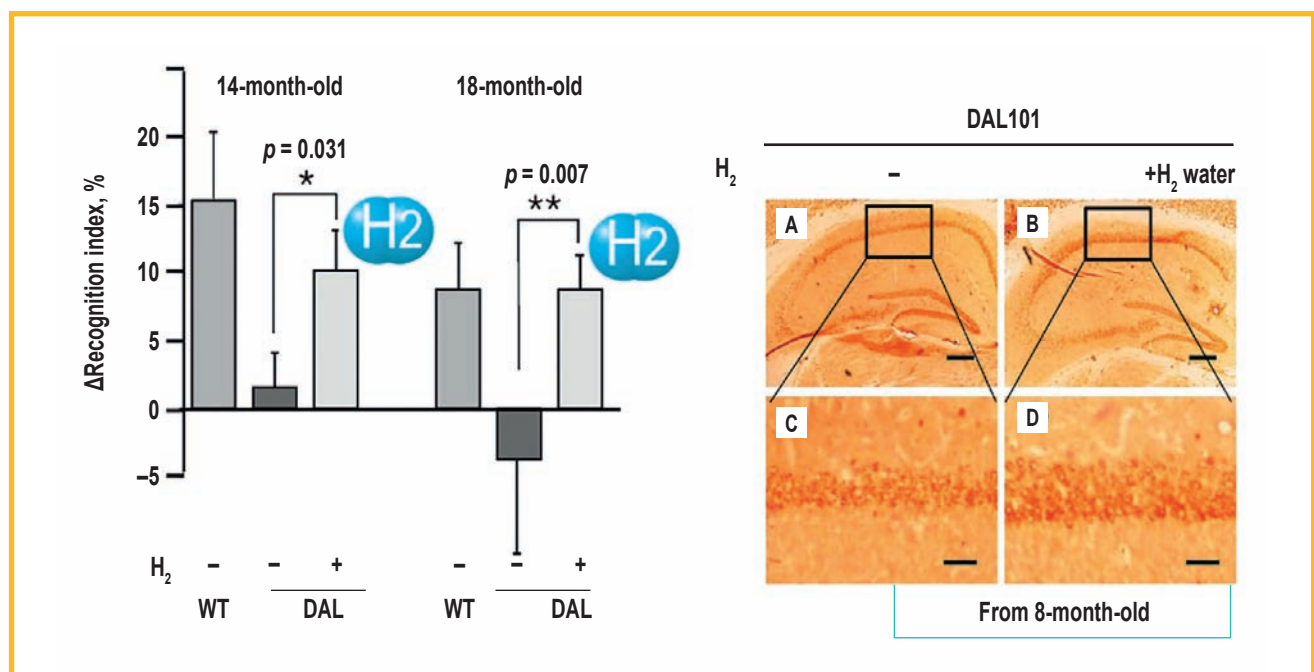 14-month-old
18-month-old
ΔRecognition index, %
20
15
10
5
0
–5
p = 0.031
*
H2
p = 0.007
**
H2
H₂ – – + – – +
WT DAL WT DAL
DAL101
H₂ – +H₂ water
A B
C D
From 8-month-old